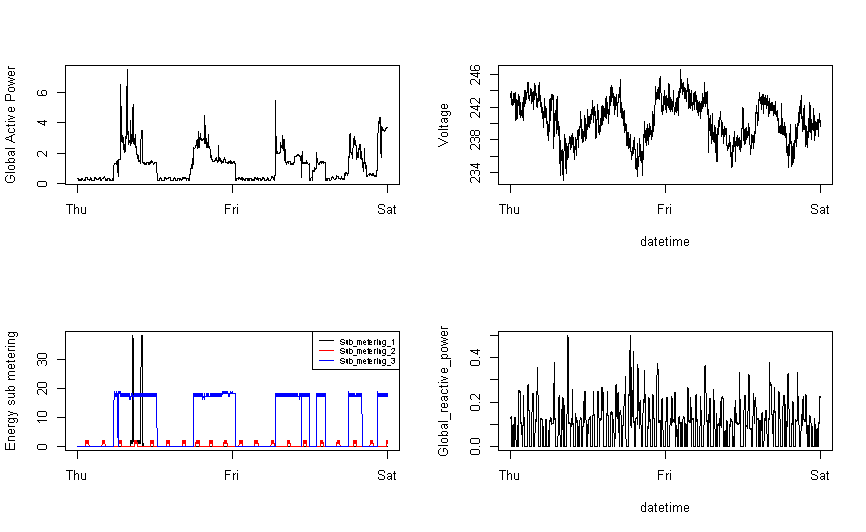 Global Active Power
0 2 4 6
Thu Fri Sat
Voltage
234 238 242 246
Thu Fri Sat
datetime
Energy sub metering
0 10 20 30
Sub_metering_1
Sub_metering_2
Sub_metering_3
Thu Fri Sat
Global_reactive_power
0.0 0.2 0.4
Thu Fri Sat
datetime